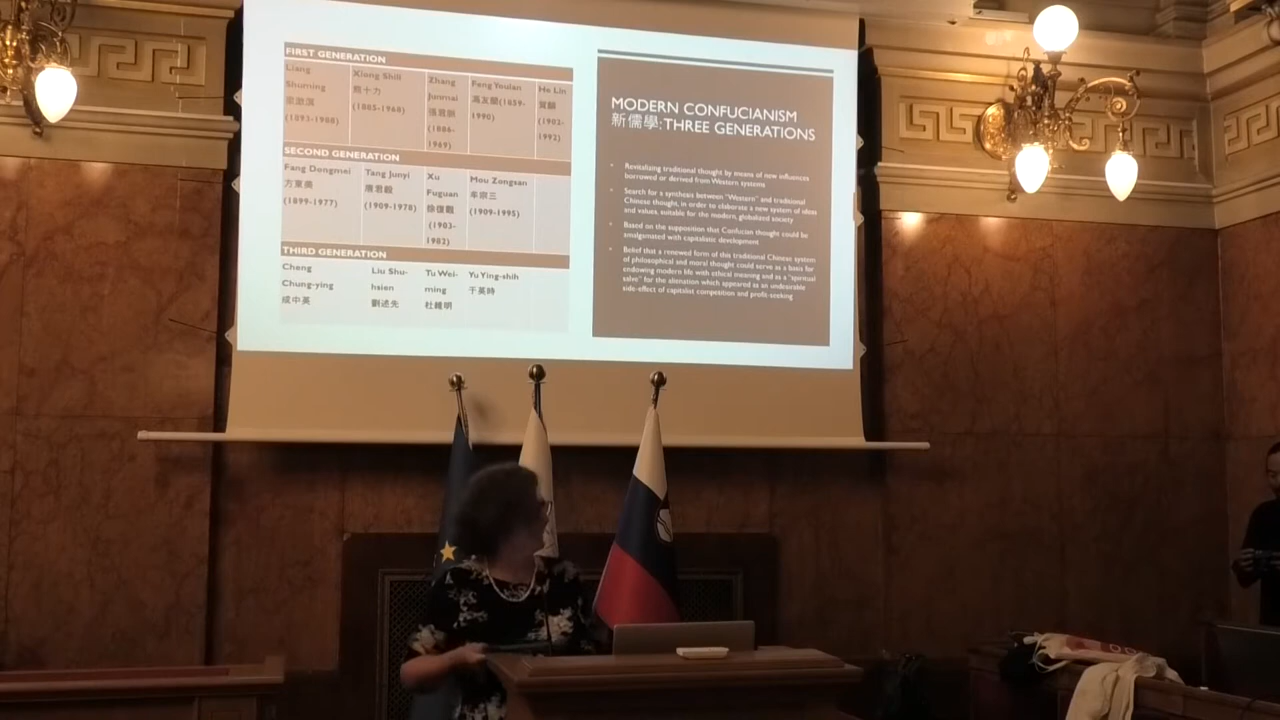 FIRST GENERATION
Liang Shuming 梁漱溟 (1893-1988)
Xiong Shili 熊十力 (1885-1968)
Zhang Junmai 張君勱 (1886-1969)
Feng Youlan 馮友蘭(1859-1990)
He Lin 賀麟 (1902-1992)
SECOND GENERATION
Fang Dongmei 方東美 (1899-1977)
Tang Junyi 唐君毅 (1909-1978)
Xu Fuguan 徐復觀 (1903-1982)
Mou Zongsan 牟宗三 (1909-1995)
THIRD GENERATION
Cheng Chung-ying 成中英
Liu Shu-hsien 劉述先
Tu Wei-ming 杜維明
Yu Ying-shih
MODERN CONFUCIANISM
新儒學: THREE GENERATIONS
Revitalizing traditional thought by means of new influences
borrowed or derived from Western systems
Search for a synthesis between "Western" and traditional
Chinese thought, in order to elaborate a new system of ideas
and values, suitable for the modern, globalized society
Based on the supposition that Confucian thought could be
amalgamated with capitalistic development
Belief that a renewed form of this traditional Chinese system
of philosophical and moral thought could serve as a basis for
endowing modern life with ethical meaning and as a "spiritual
salve" for the alienation which appeared as an undesirable
side-effect of capitalist competition and profit-seeking